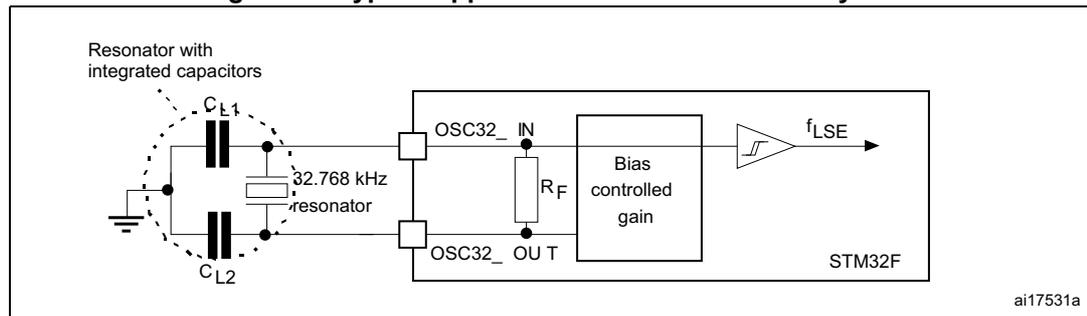 Resonator with
integrated capacitors
CL1
32.768 kHz
resonator
CL2
OSC32_ IN
RF
OSC32_ OU T
Bias
controlled
gain
fLSE
STM32F
ai17531a